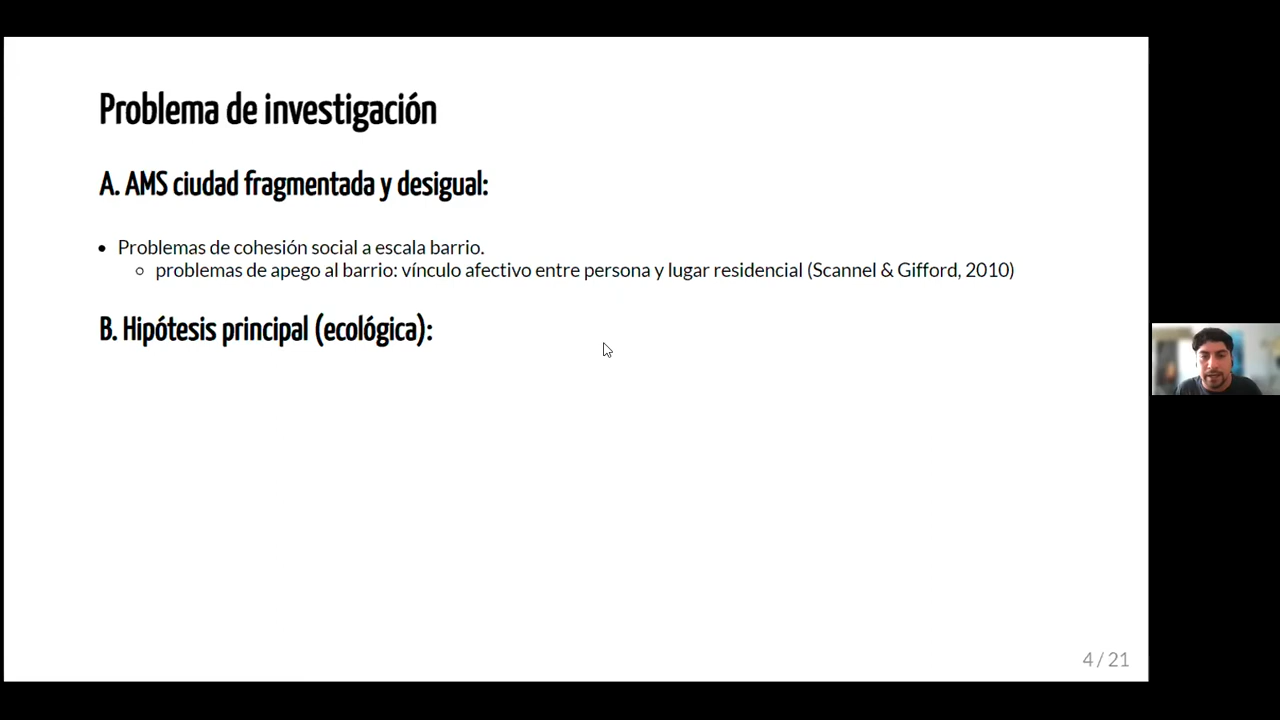 Problema de investigación
A. AMS ciudad fragmentada y desigual:
• Problemas de cohesión social a escala barrio.
○ problemas de apego al barrio: vínculo afectivo entre persona y lugar residencial (Scannel & Gifford, 2010)
B. Hipótesis principal (ecológica):
4 / 21